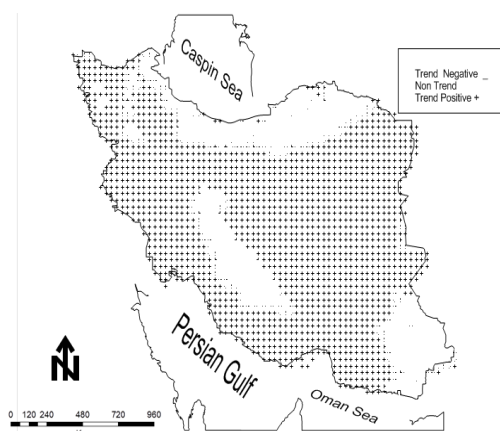 Caspin Sea
Trend Negative _
Non Trend
Trend Positive +
Persian Gulf
Oman Sea
N
0 120 240 480 720 960